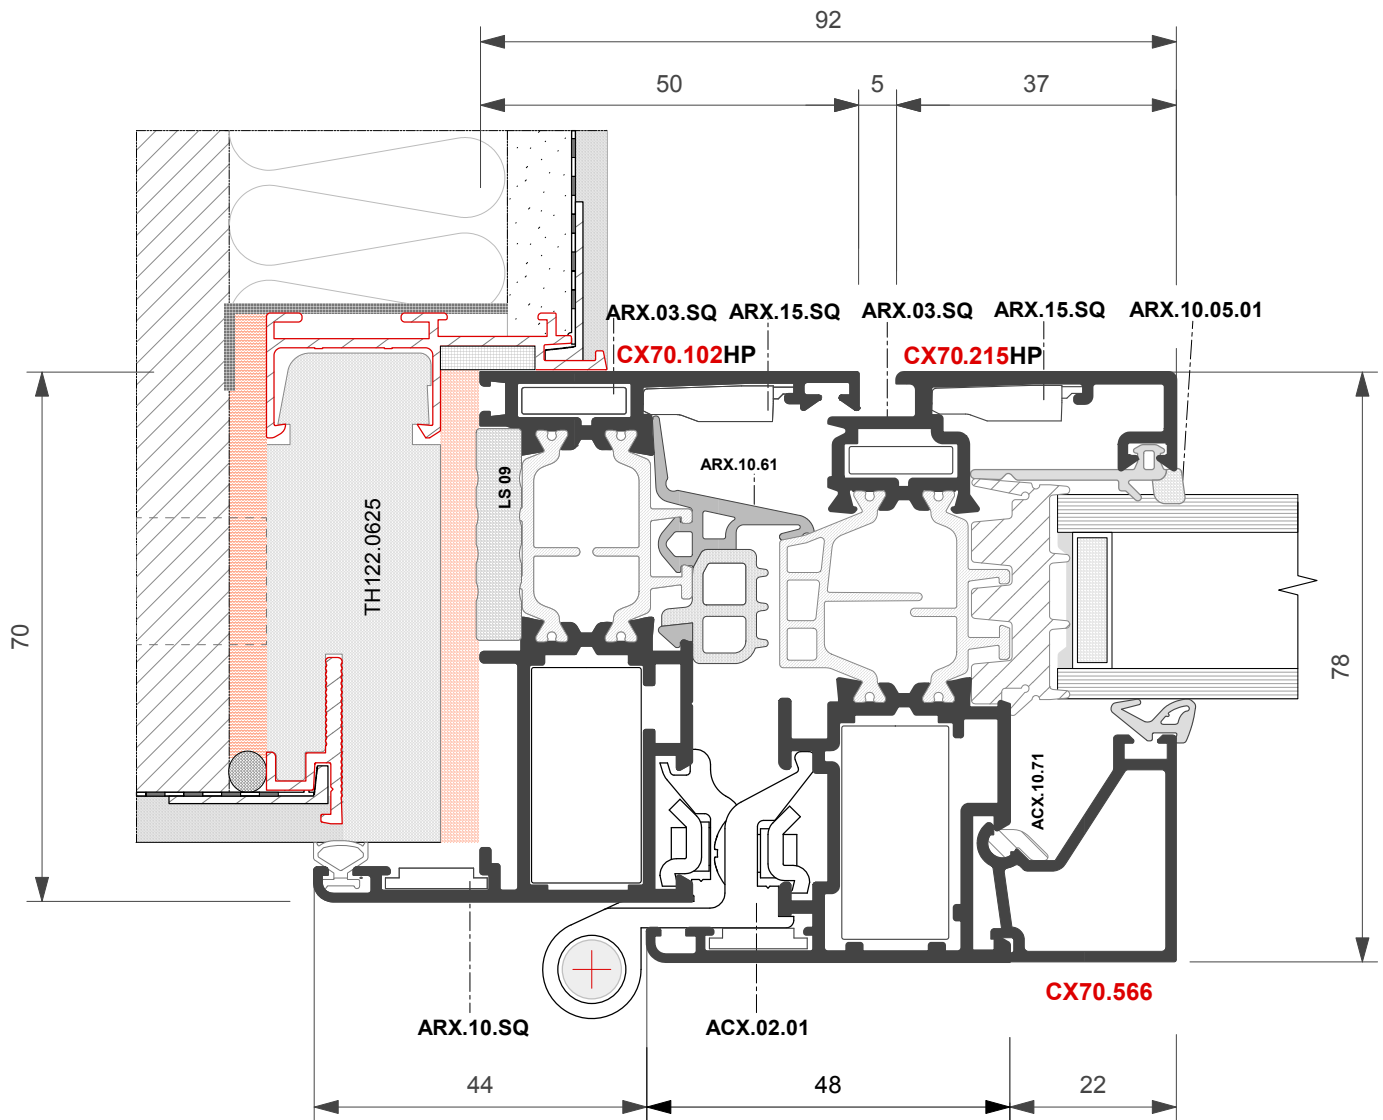 92
50 5 37
ARX.03.SQ ARX.15.SQ ARX.03.SQ ARX.15.SQ ARX.10.05.01
CX70.102HP CX70.215HP
ARX.10.61
LS 09
TH122.0625
70
78
ACX.10.71
CX70.566
ARX.10.SQ ACX.02.01
44 48 22